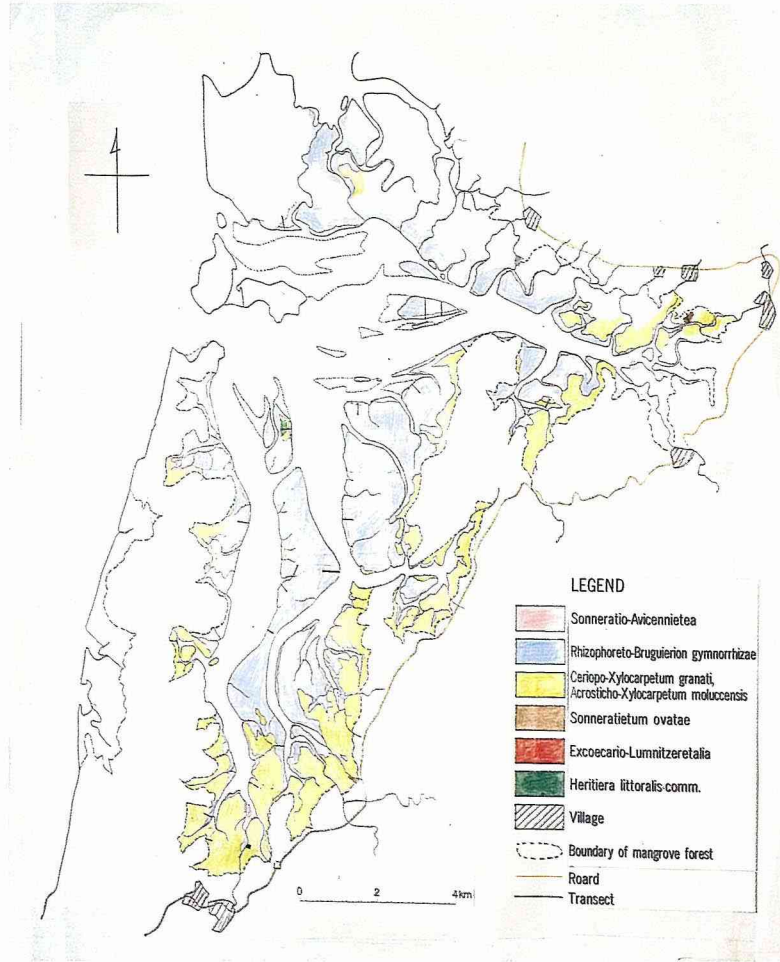 LEGEND
Sonneratio-Avicennietea
Rhizophoreto-Bruguierion gymnorrhizae
Ceriopo-Xylocarpetum granati,
Acrosticho-Xylocarpetum moluccensis
Sonneratietum ovatae
Excoecario-Lumnitzeretalia
Heritiera littoralis-comm.
Village
Boundary of mangrove forest
Roard
Transect
0 2 4km